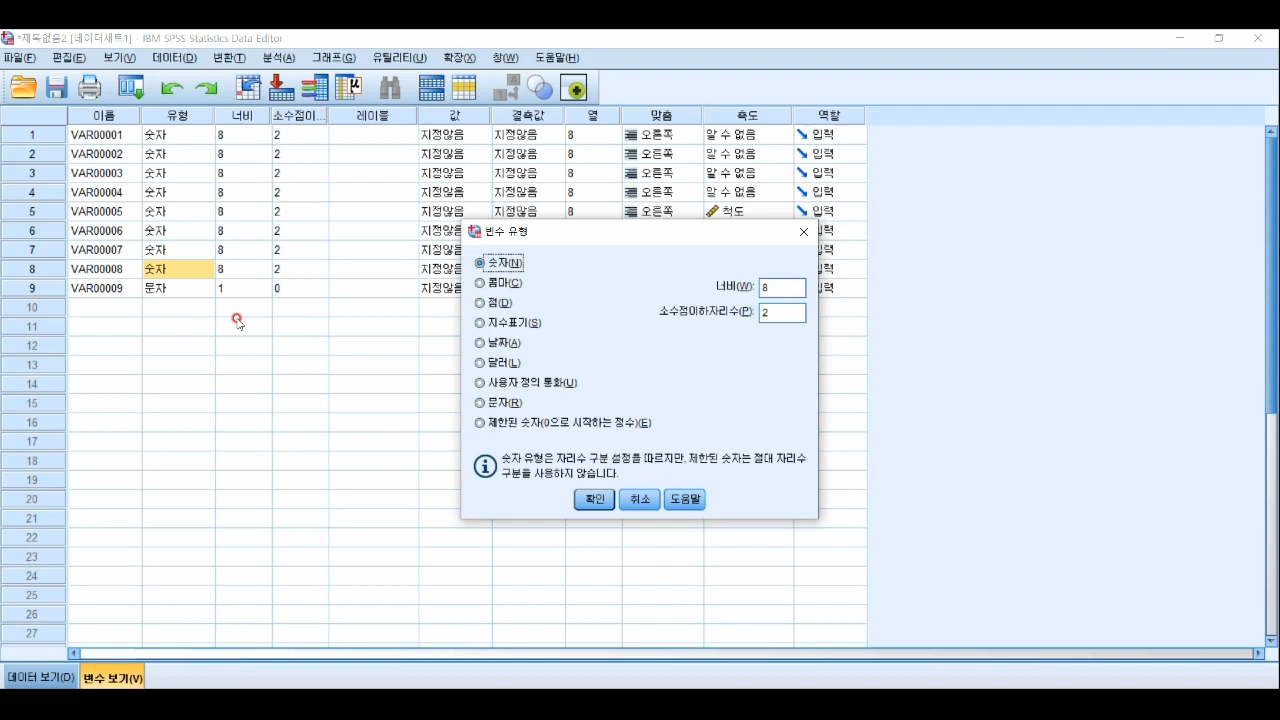 *제목없음2 [데이터세트1] - IBM SPSS Statistics Data Editor
파일(F) 편집(E) 보기(V) 데이터(D) 변환(T) 분석(A) 그래프(G) 유틸리티(U) 확장(X) 창(W) 도움말(H)
이름 유형 너비 소수점이... 레이블 값 결측값 열 맞춤 측도 역할
1 VAR00001 숫자 8 2 지정않음 지정않음 8 오른쪽 알 수 없음 입력
2 VAR00002 숫자 8 2 지정않음 지정않음 8 오른쪽 알 수 없음 입력
3 VAR00003 숫자 8 2 지정않음 지정않음 8 오른쪽 알 수 없음 입력
4 VAR00004 숫자 8 2 지정않음 지정않음 8 오른쪽 알 수 없음 입력
5 VAR00005 숫자 8 2 지정않음 지정않음 8 오른쪽 척도 입력
6 VAR00006 숫자 8 2 지정않음
7 VAR00007 숫자 8 2 지정않음
8 VAR00008 숫자 8 2 지정않음
9 VAR00009 문자 1 0 지정않음
10
11
12
13
14
15
16
17
18
19
20
21
22
23
24
25
26
27
변수 유형
숫자(N)
콤마(C)
점(D)
지수표기(S)
날짜(A)
달러(L)
사용자 정의 통화(U)
문자(R)
제한된 숫자(0으로 시작하는 정수)(E)
너비(W): 8
소수점이하자리수(P): 2
숫자 유형은 자리수 구분 설정를 따르지만, 제한된 숫자는 절대 자리수
구분을 사용하지 않습니다.
확인 취소 도움말
데이터 보기(D) 변수 보기(V)